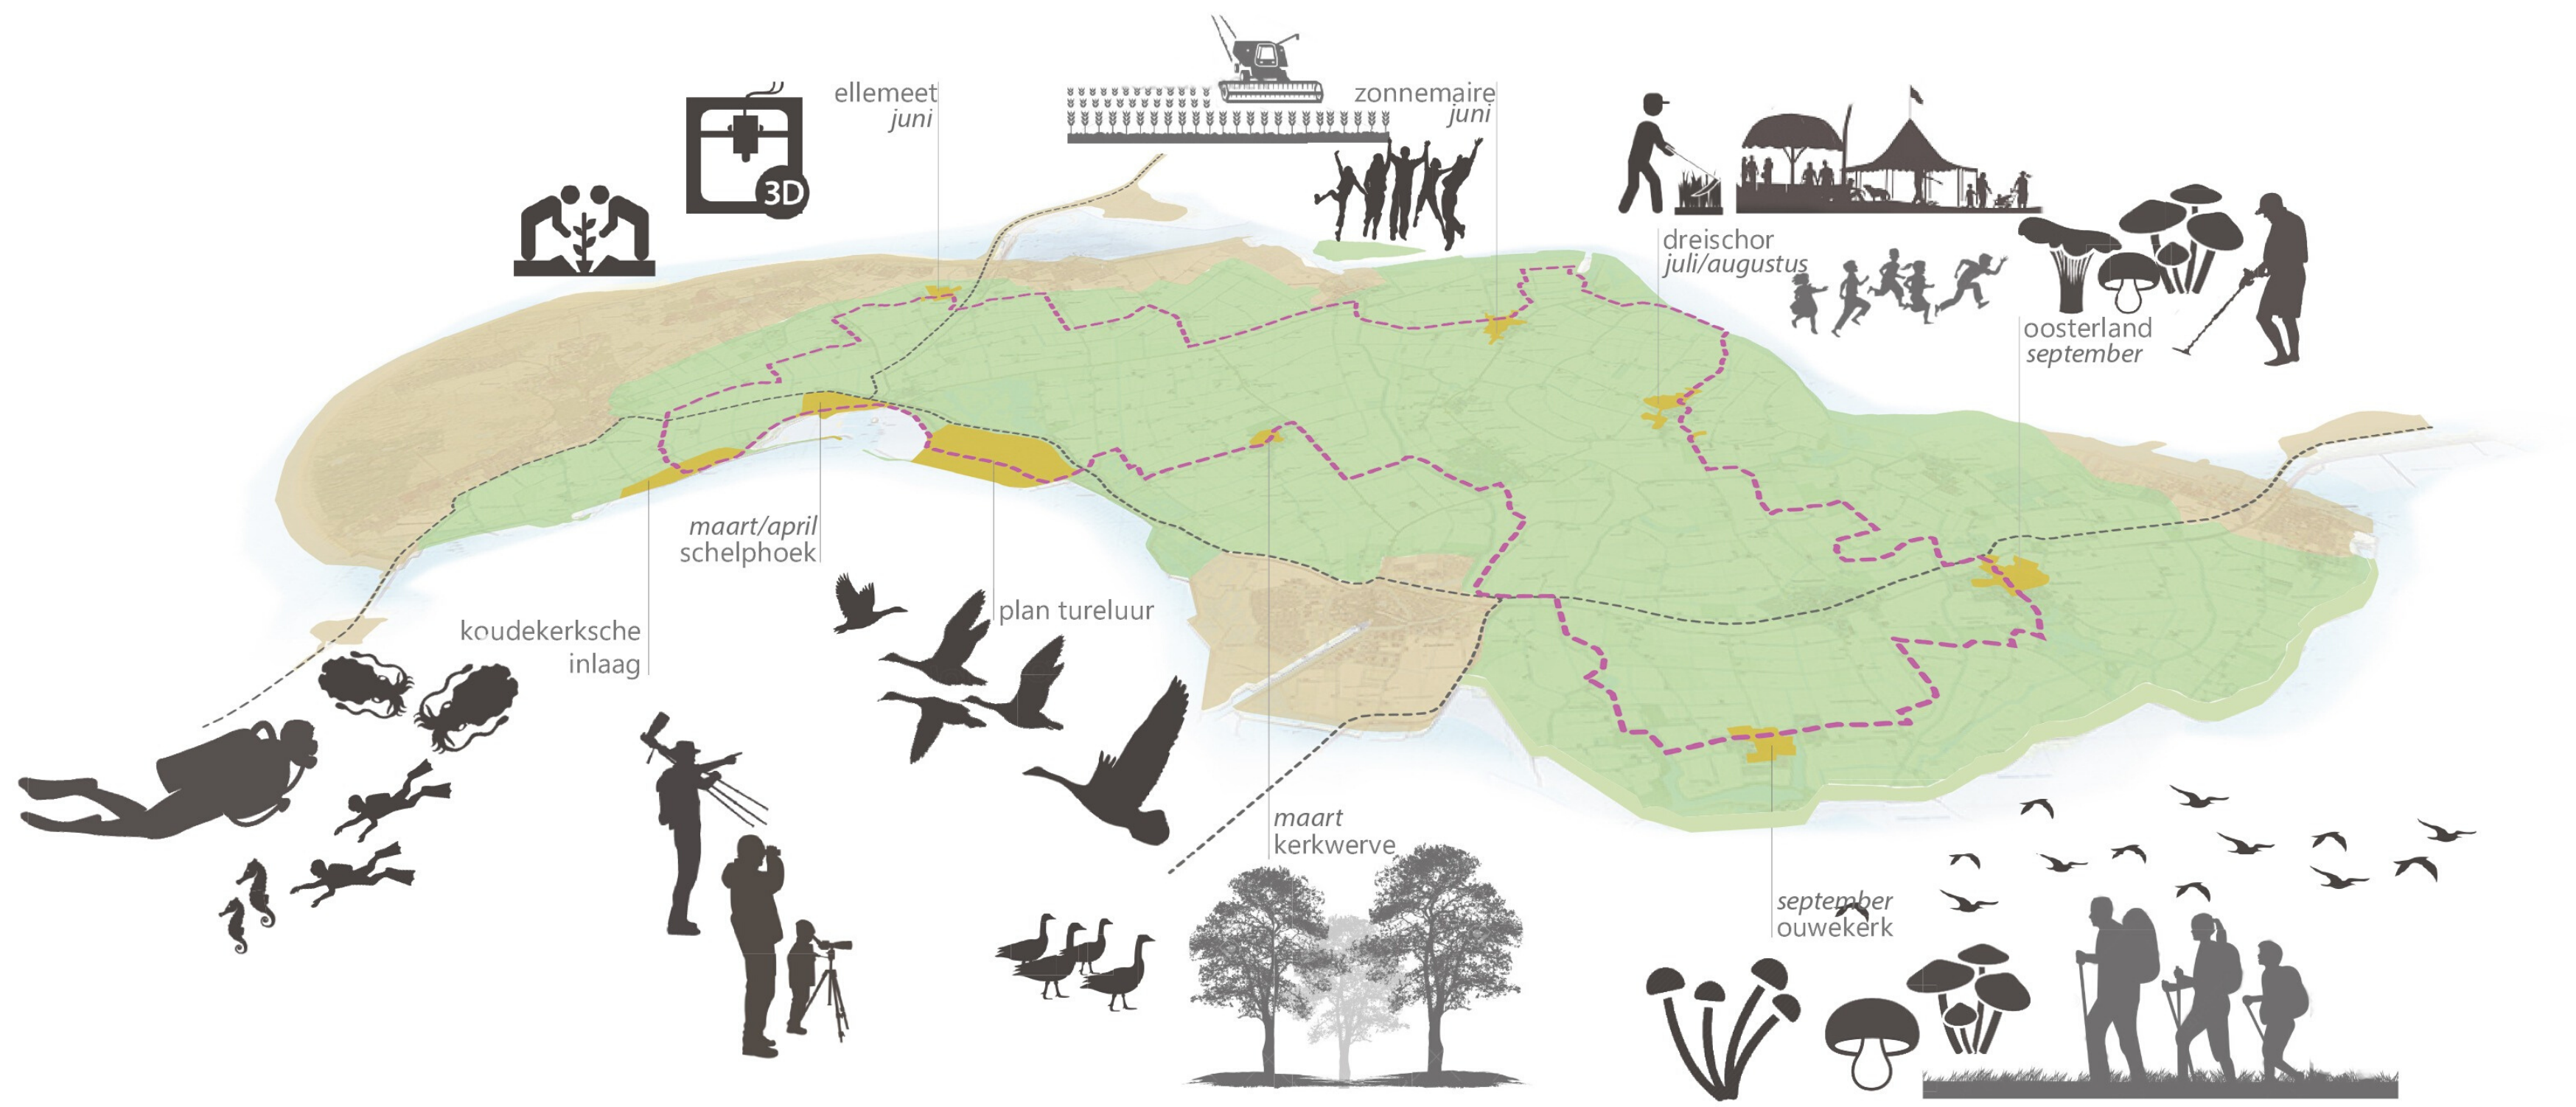 ellemeet
juni
zonnemaire
juni
3D
dreischor
juli/augustus
oosterland
september
maart/april
schelphoek
koudekerksche
inlaag
plan tureluur
maart
kerkwerve
september
ouwekerk